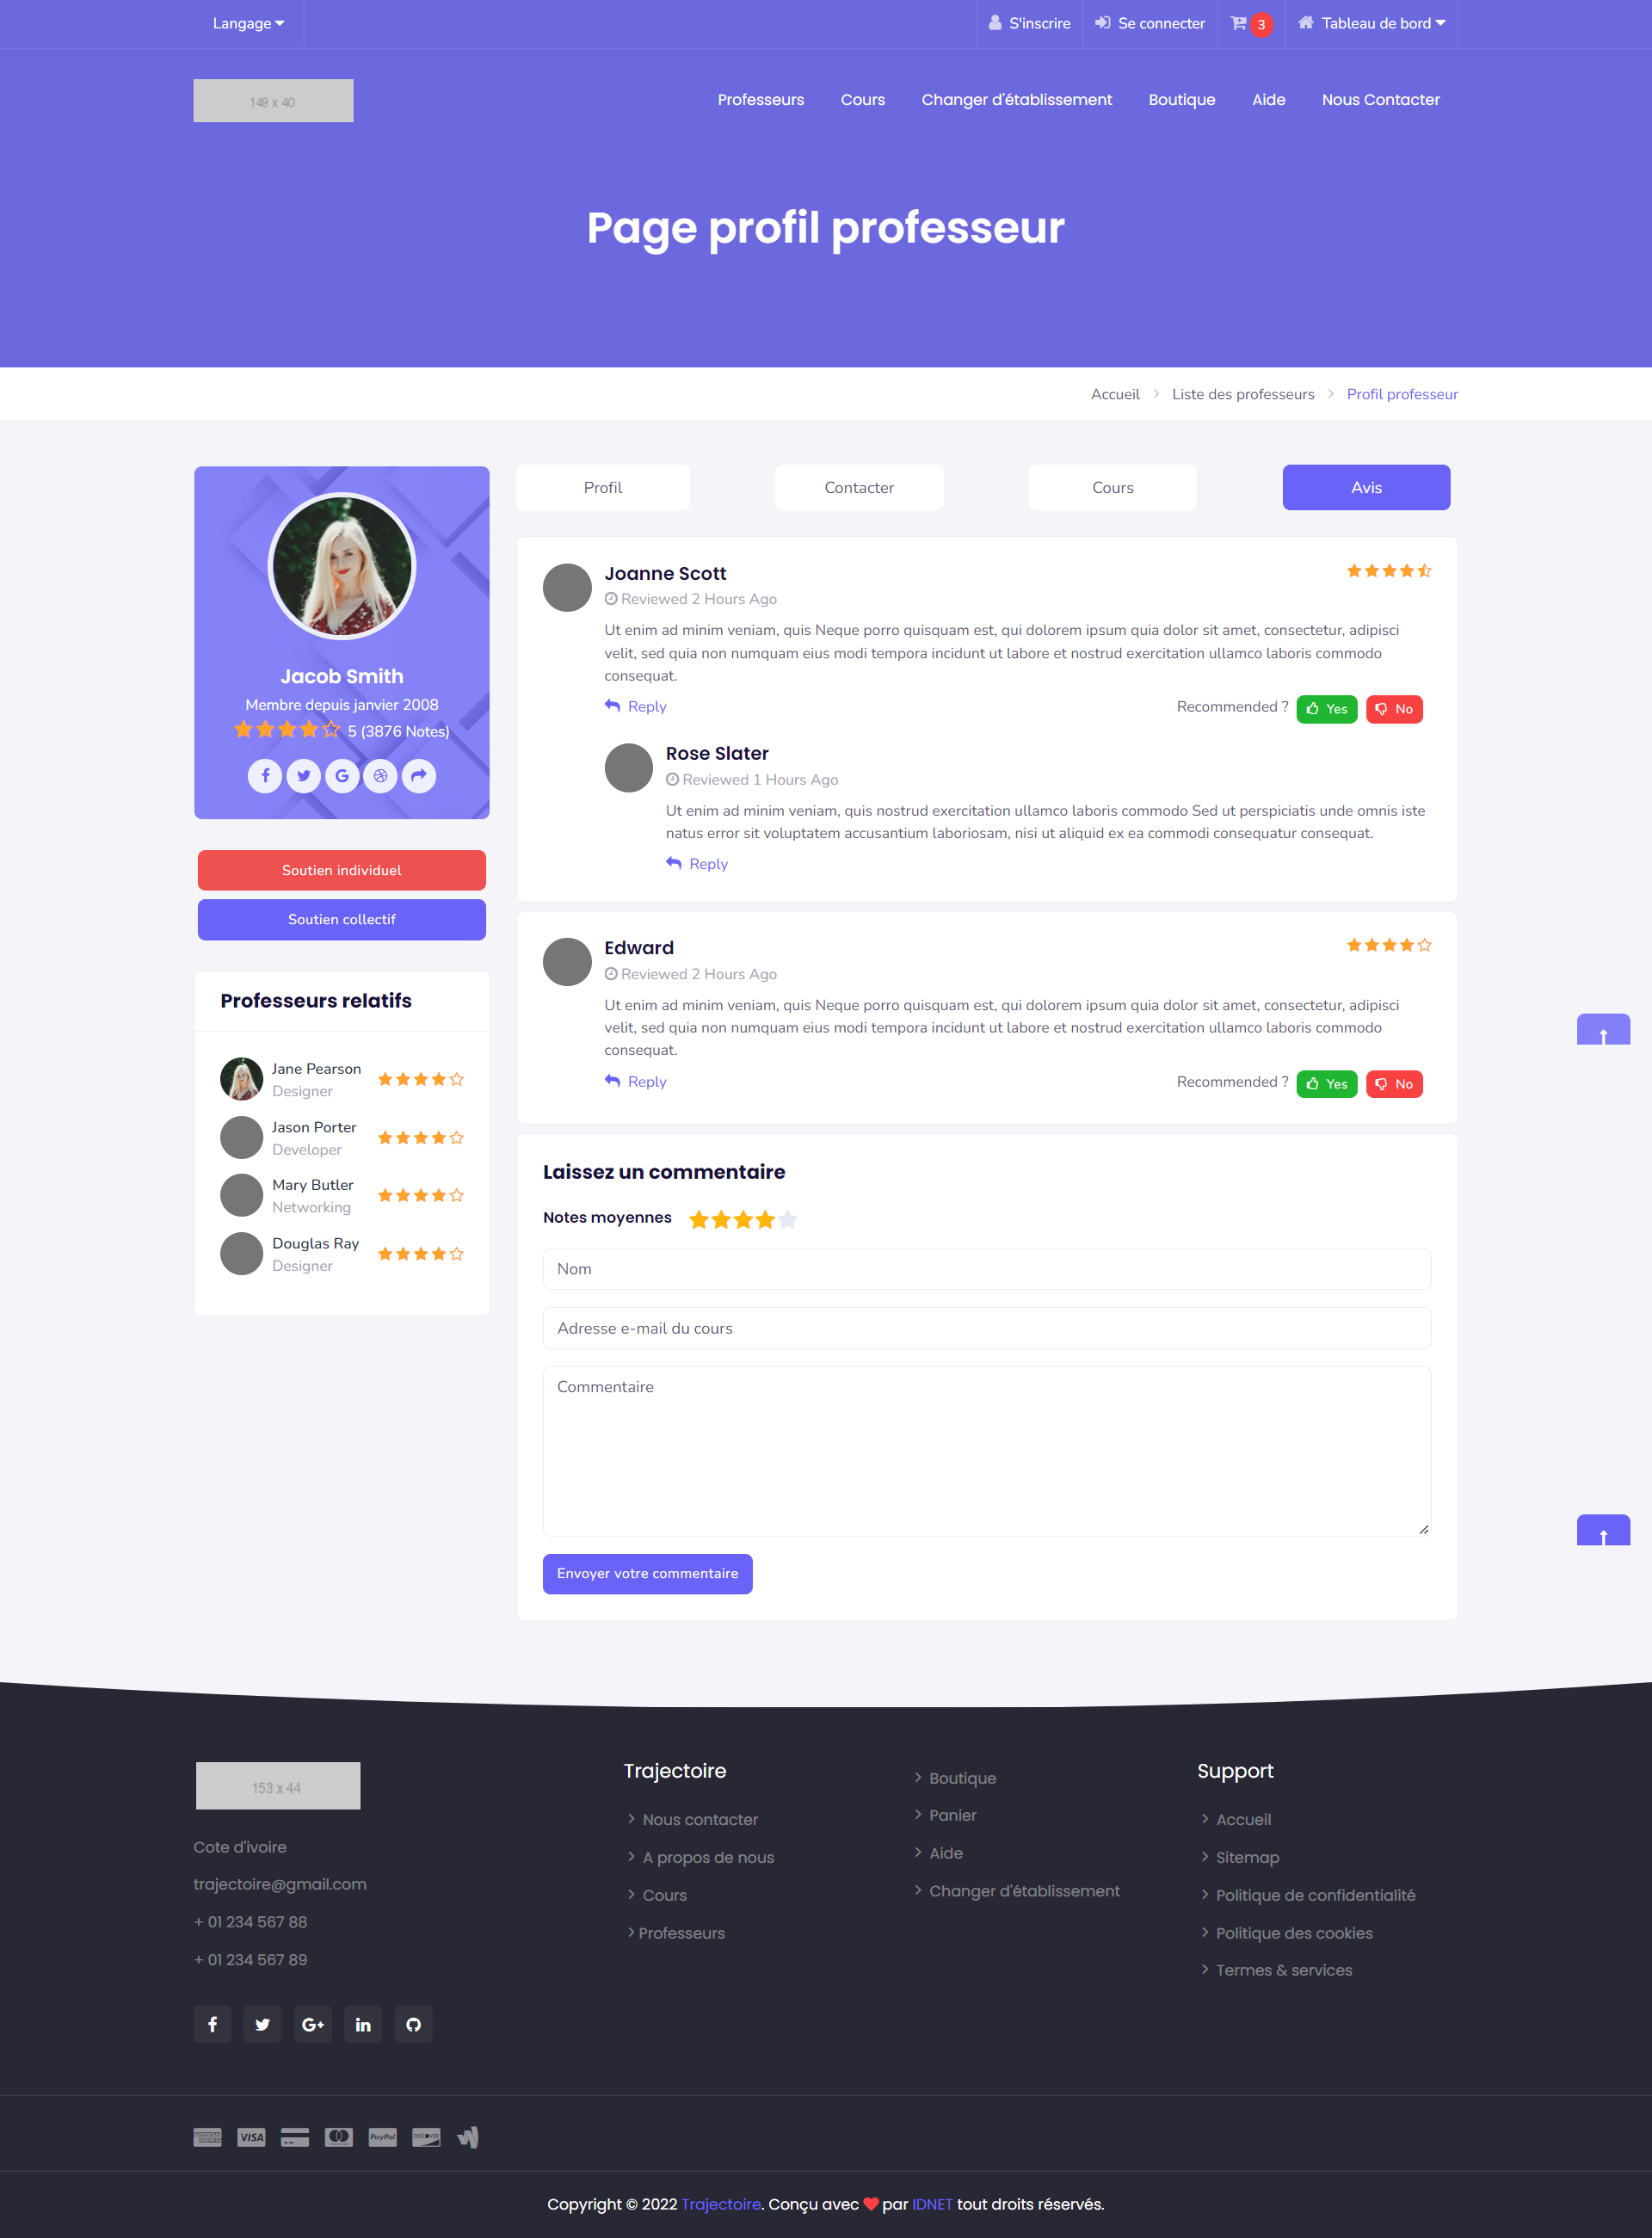 Langage
S'inscrire
Se connecter
3
Tableau de bord
149 x 40
Professeurs
Cours
Changer d'établissement
Boutique
Aide
Nous Contacter
Page profil professeur
Accueil
Liste des professeurs
Profil professeur
Jacob Smith
Membre depuis janvier 2008
5 (3876 Notes)
Soutien individuel
Soutien collectif
Professeurs relatifs
Jane Pearson
Designer
Jason Porter
Developer
Mary Butler
Networking
Douglas Ray
Designer
Profil
Contacter
Cours
Avis
Joanne Scott
Reviewed 2 Hours Ago
Ut enim ad minim veniam, quis Neque porro quisquam est, qui dolorem ipsum quia dolor sit amet, consectetur, adipisci
velit, sed quia non numquam eius modi tempora incidunt ut labore et nostrud exercitation ullamco laboris commodo
consequat.
Reply
Recommended ?
Yes
No
Rose Slater
Reviewed 1 Hours Ago
Ut enim ad minim veniam, quis nostrud exercitation ullamco laboris commodo Sed ut perspiciatis unde omnis iste
natus error sit voluptatem accusantium laboriosam, nisi ut aliquid ex ea commodi consequatur consequat.
Reply
Edward
Reviewed 2 Hours Ago
Ut enim ad minim veniam, quis Neque porro quisquam est, qui dolorem ipsum quia dolor sit amet, consectetur, adipisci
velit, sed quia non numquam eius modi tempora incidunt ut labore et nostrud exercitation ullamco laboris commodo
consequat.
Reply
Recommended ?
Yes
No
Laissez un commentaire
Notes moyennes
Nom
Adresse e-mail du cours
Commentaire
Envoyer votre commentaire
153 x 44
Cote d'ivoire
trajectoire@gmail.com
+ 01 234 567 88
+ 01 234 567 89
Trajectoire
Nous contacter
A propos de nous
Cours
Professeurs
Boutique
Panier
Aide
Changer d'établissement
Support
Accueil
Sitemap
Politique de confidentialité
Politique des cookies
Termes & services
VISA
PayPal
DISCOVER
Copyright © 2022 Trajectoire. Conçu avec par IDNET tout droits réservés.